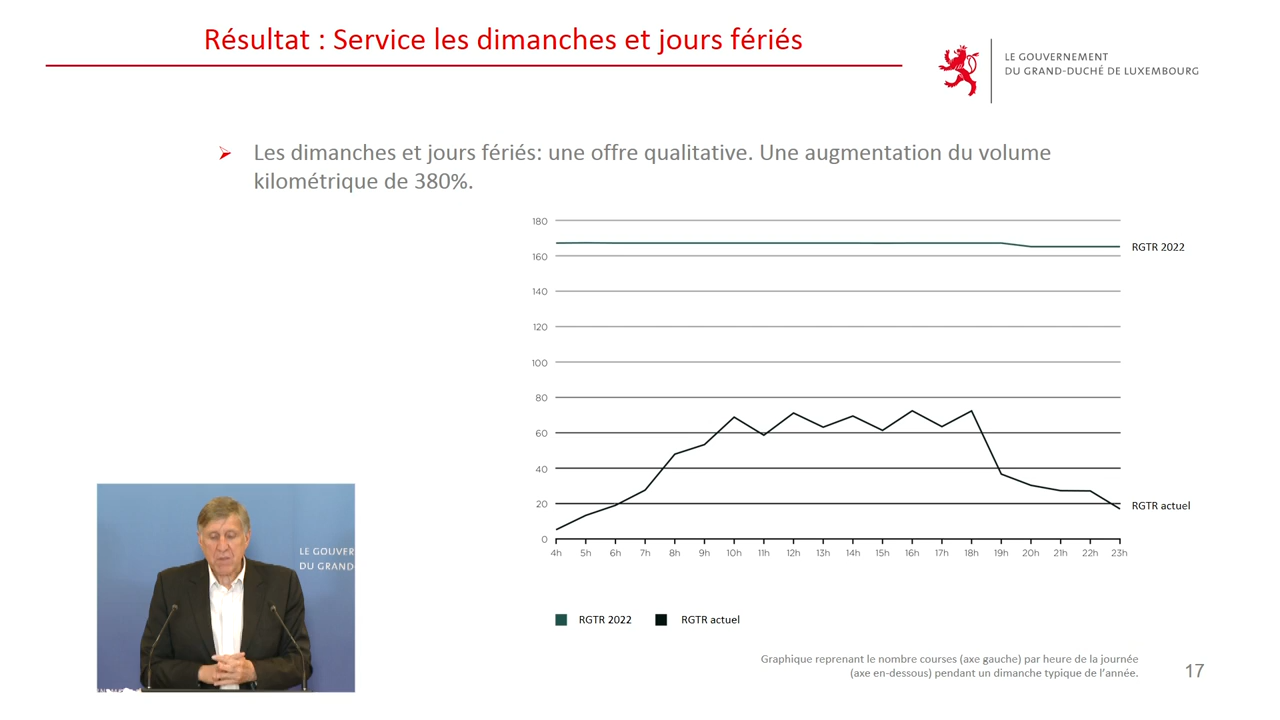 Résultat : Service les dimanches et jours fériés
LE GOUVERNEMENT
DU GRAND-DUCHÉ DE LUXEMBOURG
Les dimanches et jours fériés: une offre qualitative. Une augmentation du volume
kilométrique de 380%.
180
160
140
120
100
80
60
40
20
0
RGTR 2022
RGTR actuel
4h 5h 6h 7h 8h 9h 10h 11h 12h 13h 14h 15h 16h 17h 18h 19h 20h 21h 22h 23h
RGTR 2022 RGTR actuel
LE GOUVER
DU GRAND
Graphique reprenant le nombre courses (axe gauche) par heure de la journée
(axe en-dessous) pendant un dimanche typique de l'année.
17